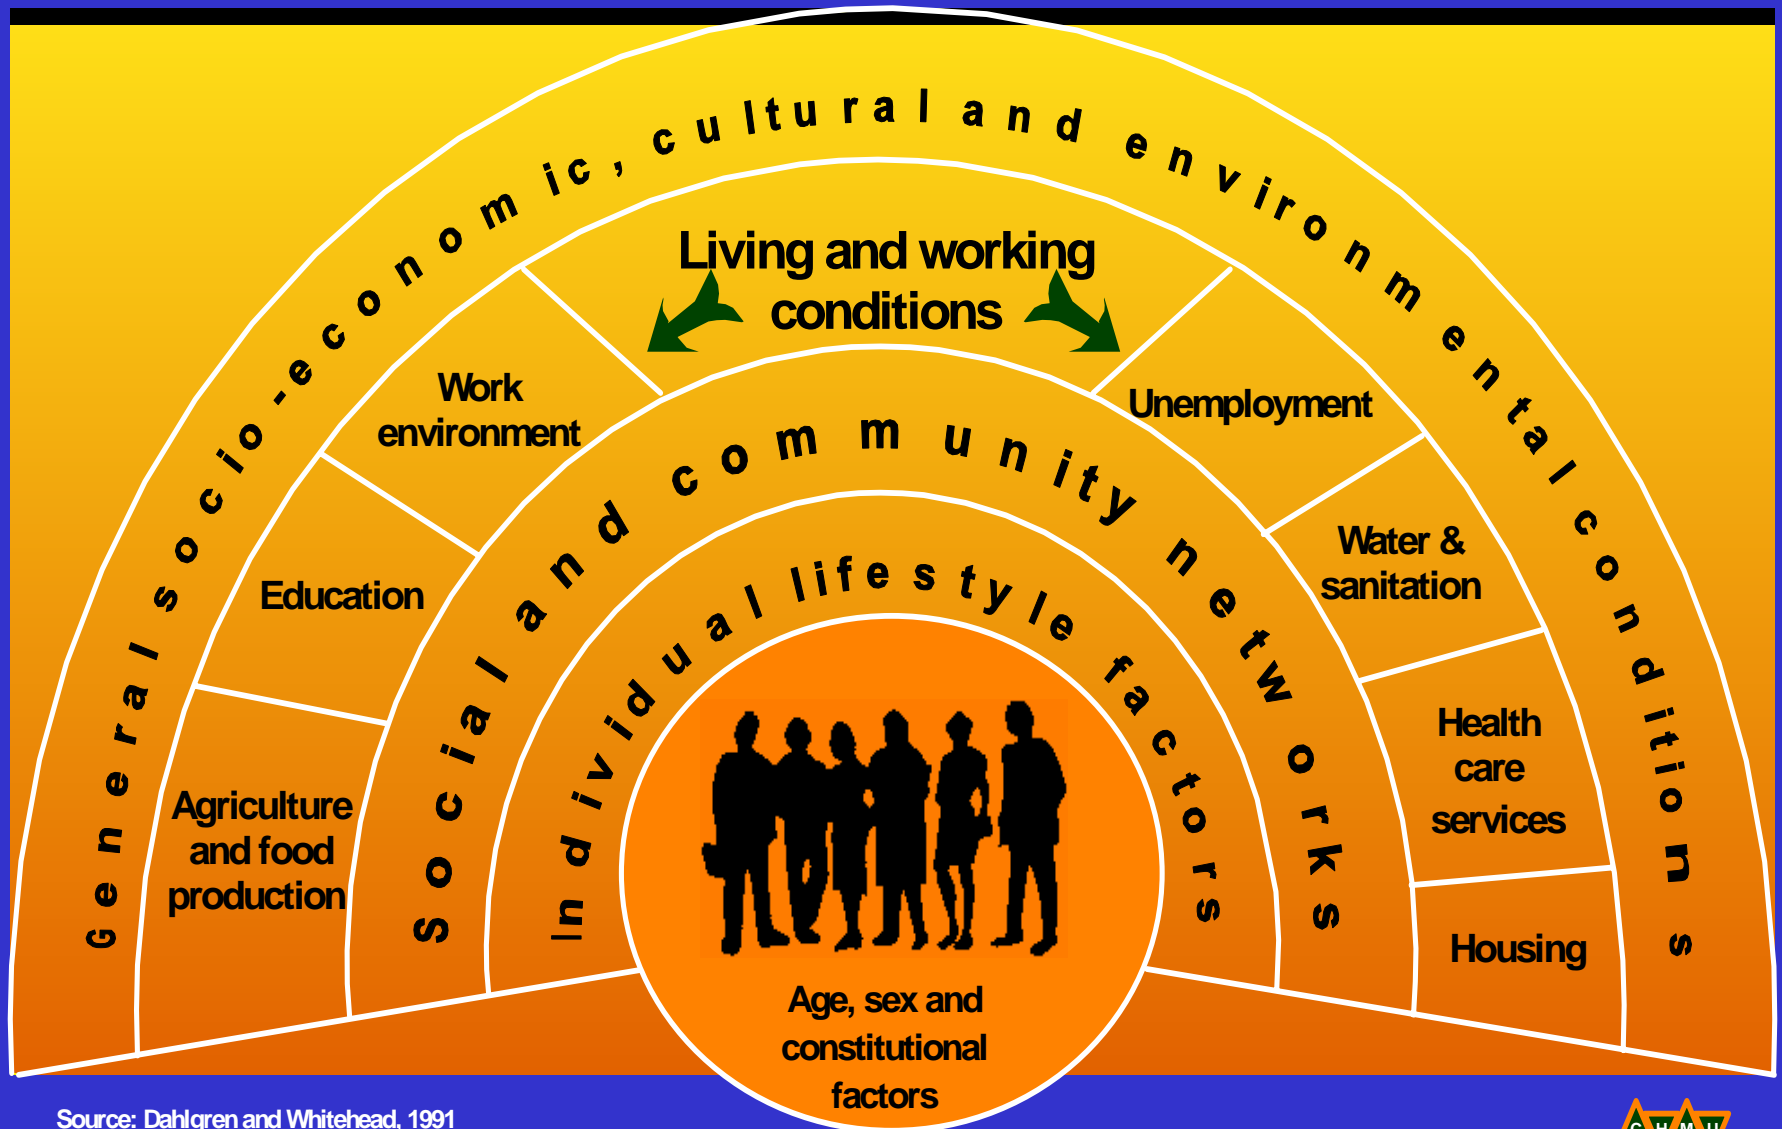 General socio-economic, cultural and environmental conditions
Living and working
conditions
Work
environment
Unemployment
Education
Water &
sanitation
Agriculture
and food
production
Health
care
services
Housing
Social and community networks
Individual lifestyle factors
Age, sex and
constitutional
factors
Source: Dahlgren and Whitehead, 1991
C H M U